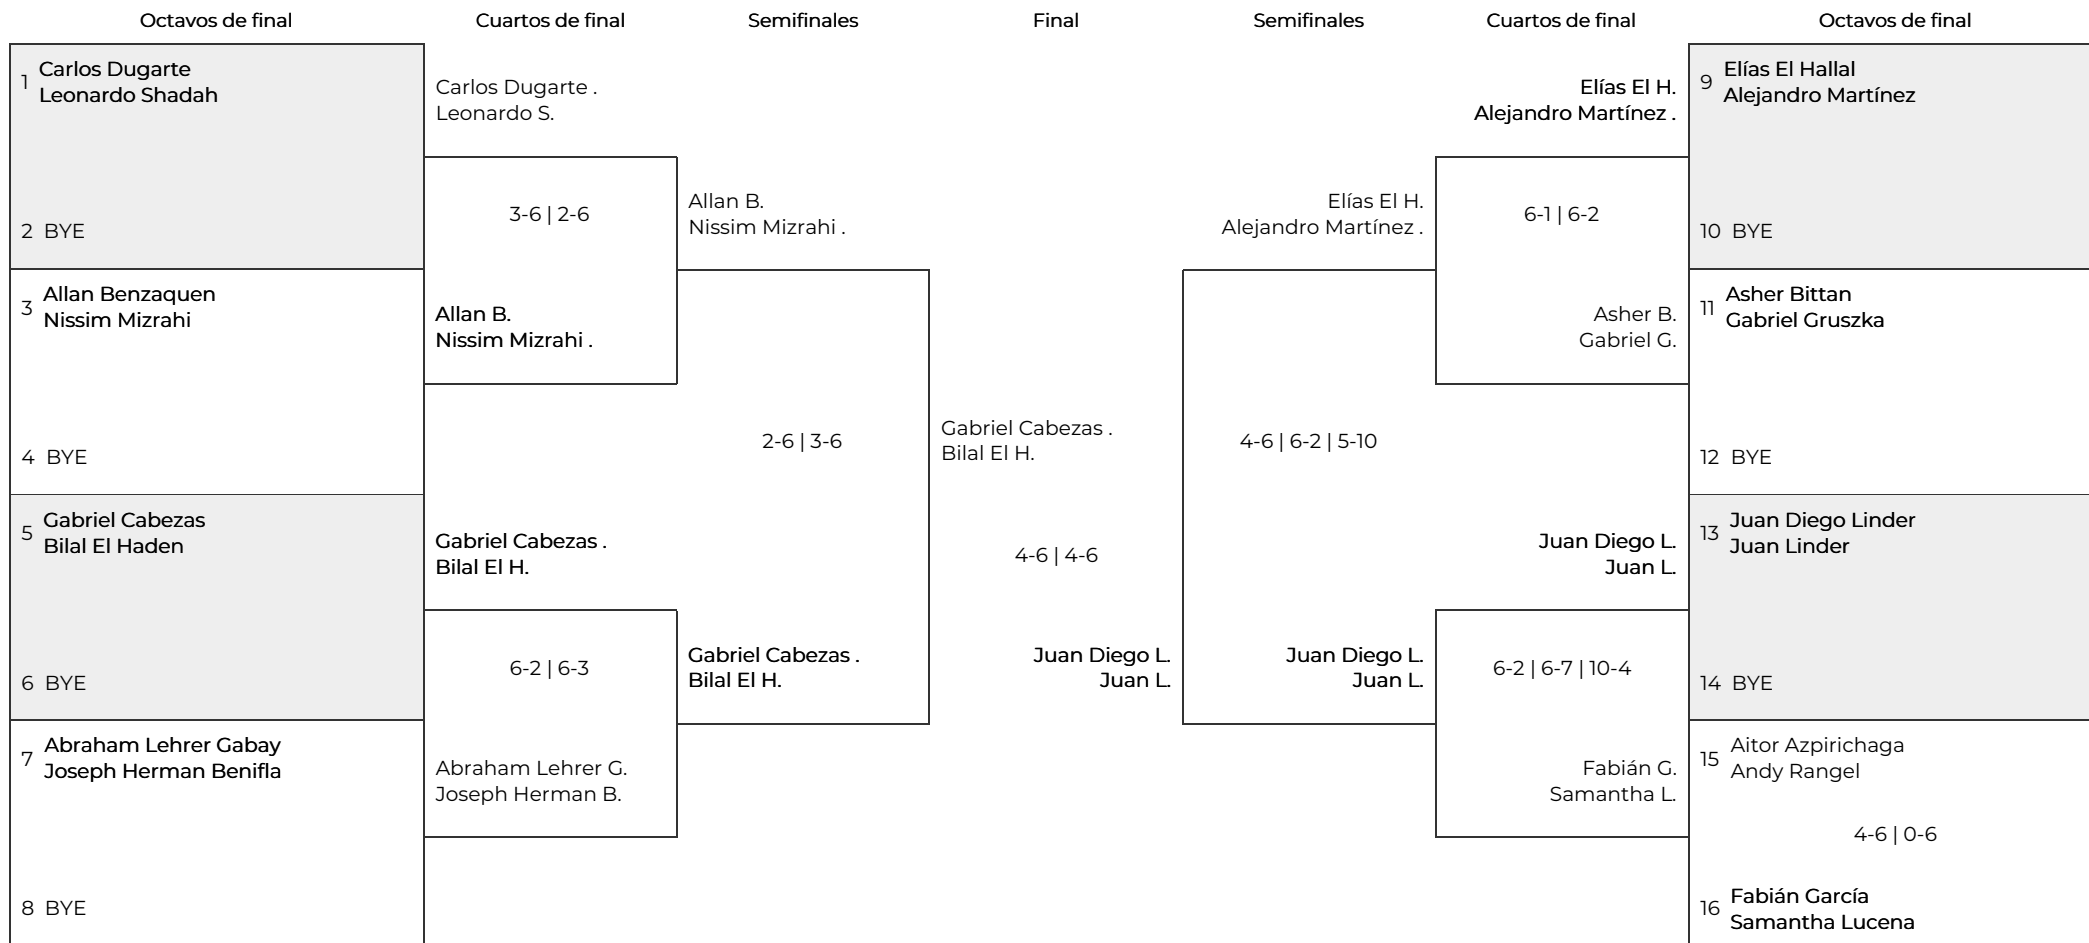 Octavos de final
Cuartos de final
Semifinales
Final
Semifinales
Cuartos de final
Octavos de final
1
Carlos Dugarte
Leonardo Shadah
2 BYE
3
Allan Benzaquen
Nissim Mizrahi
4 BYE
5
Gabriel Cabezas
Bilal El Haden
6 BYE
7
Abraham Lehrer Gabay
Joseph Herman Benifla
8 BYE
Carlos Dugarte .
Leonardo S.
3-6 | 2-6
Allan B.
Nissim Mizrahi .
Gabriel Cabezas .
Bilal El H.
6-2 | 6-3
Abraham Lehrer G.
Joseph Herman B.
Allan B.
Nissim Mizrahi .
2-6 | 3-6
Gabriel Cabezas .
Bilal El H.
Gabriel Cabezas .
Bilal El H.
4-6 | 4-6
Juan Diego L.
Juan L.
Elías El H.
Alejandro Martínez .
4-6 | 6-2 | 5-10
Juan Diego L.
Juan L.
Elías El H.
Alejandro Martínez .
6-1 | 6-2
Asher B.
Gabriel G.
Juan Diego L.
Juan L.
6-2 | 6-7 | 10-4
Fabián G.
Samantha L.
9
Elías El Hallal
Alejandro Martínez
10 BYE
11
Asher Bittan
Gabriel Gruszka
12 BYE
13
Juan Diego Linder
Juan Linder
14 BYE
15
Aitor Azpirichaga
Andy Rangel
4-6 | 0-6
16
Fabián García
Samantha Lucena